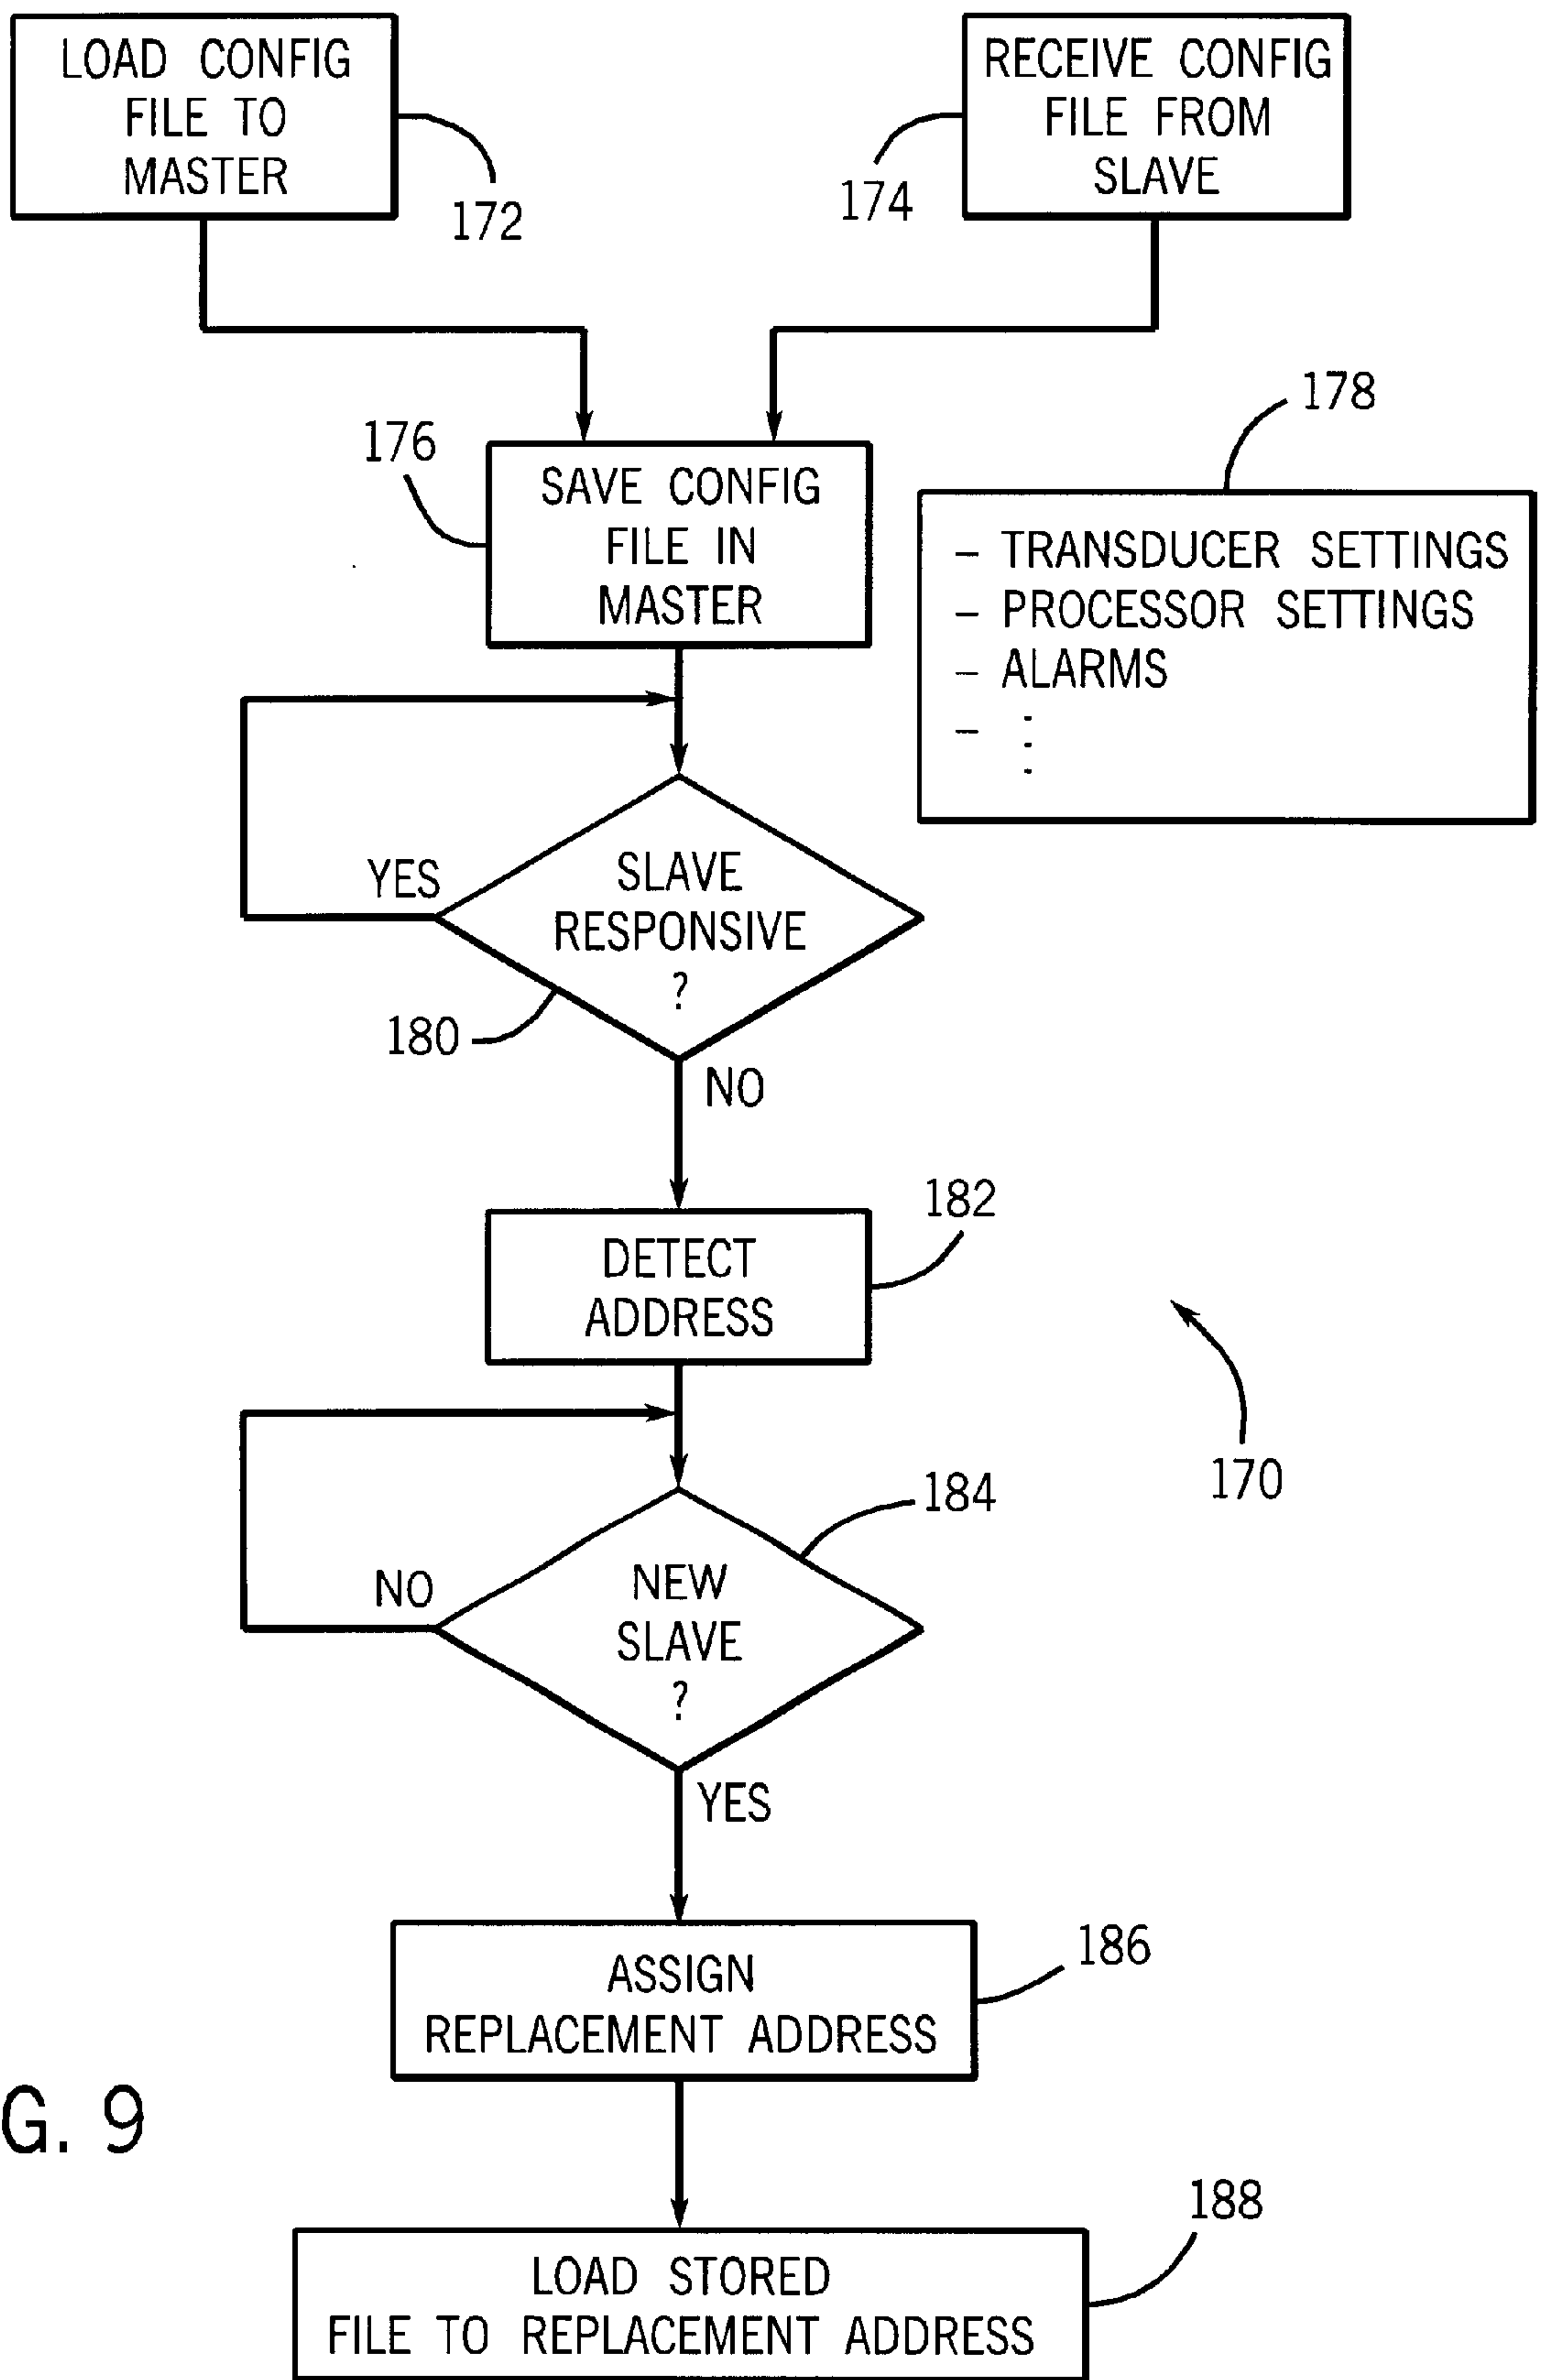 LOAD CONFIG
FILE TO
MASTER
172
RECEIVE CONFIG
FILE FROM
SLAVE
174
176
SAVE CONFIG
FILE IN
MASTER
178
- TRANSDUCER SETTINGS
- PROCESSOR SETTINGS
- ALARMS
- ⋮
YES
SLAVE
RESPONSIVE
?
180
NO
182
DETECT
ADDRESS
170
184
NO
NEW
SLAVE
?
YES
186
ASSIGN
REPLACEMENT ADDRESS
G. 9
188
LOAD STORED
FILE TO REPLACEMENT ADDRESS